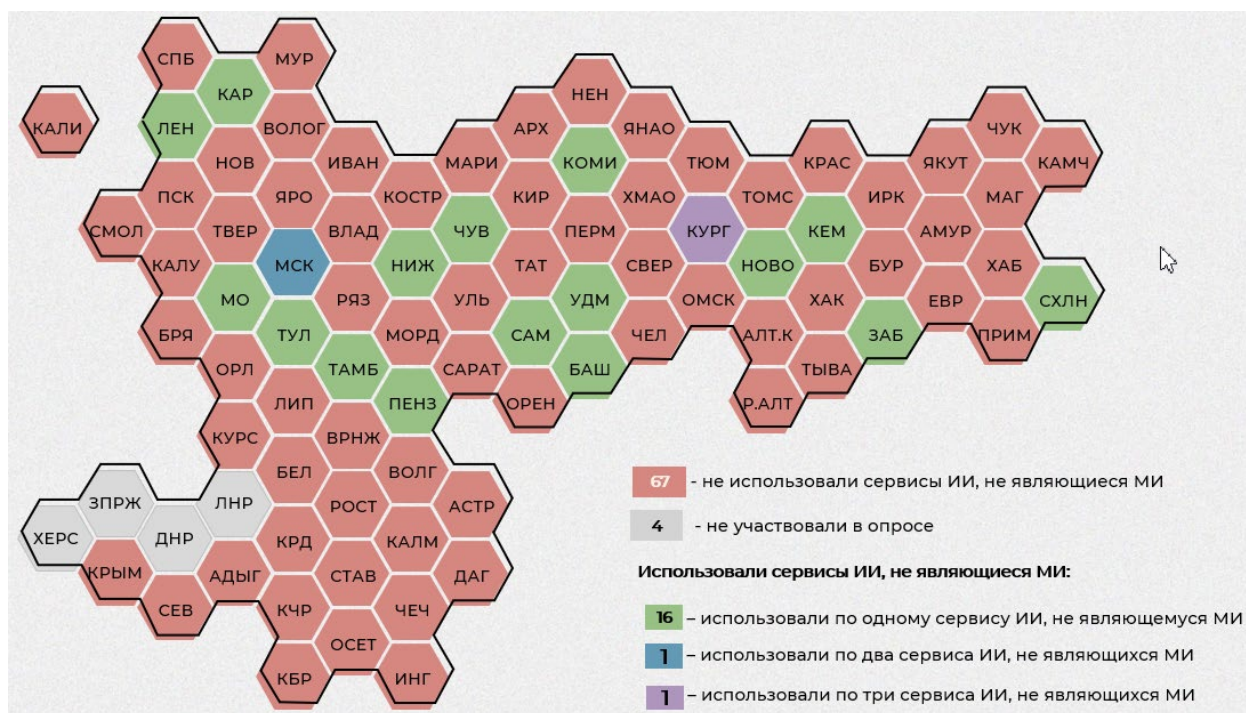 СПБ
МУР
КАР
НЕН
КАЛИ
ЛЕН
ВОЛОГ
АРХ
ЯНАО
ЧУК
НОВ
ИВАН
МАРИ
КОМИ
ТЮМ
КРАС
ЯКУТ
КАМЧ
ПСК
ЯРО
КОСТР
КИР
ХМАО
ТОМС
ИРК
МАГ
СМОЛ
ТВЕР
ВЛАД
ЧУВ
ПЕРМ
КУРГ
КЕМ
АМУР
КАЛУ
МСК
НИЖ
ТАТ
СВЕР
НОВО
БУР
ХАБ
МО
РЯЗ
УЛЬ
УДМ
ОМСК
ХАК
ЕВР
СХЛН
БРЯ
ТУЛ
МОРД
САМ
ЧЕЛ
АЛТ.К
ЗАБ
ПРИМ
ОРЛ
ТАМБ
САРАТ
БАШ
ТЫВА
ЛИП
ПЕНЗ
ОРЕН
Р.АЛТ
КУРС
ВРНЖ
БЕЛ
ВОЛГ
ЗПРЖ
ЛНР
РОСТ
АСТР
ХЕРС
ДНР
КРД
КАЛМ
КРЫМ
АДЫГ
СТАВ
ДАГ
СЕВ
КЧР
ЧЕЧ
ОСЕТ
КБР
ИНГ
67 - не использовали сервисы ИИ, не являющиеся МИ
4 - не участвовали в опросе
Использовали сервисы ИИ, не являющиеся МИ:
16 – использовали по одному сервису ИИ, не являющемуся МИ
1 – использовали по два сервиса ИИ, не являющихся МИ
1 – использовали по три сервиса ИИ, не являющихся МИ